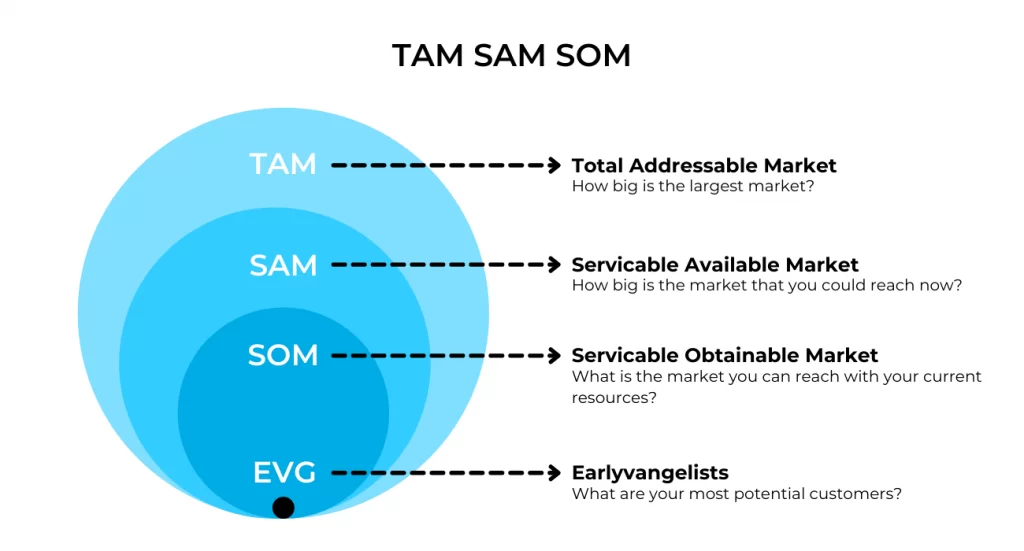 TAM SAM SOM
TAM
Total Addressable Market
How big is the largest market?
SAM
Servicable Available Market
How big is the market that you could reach now?
SOM
Servicable Obtainable Market
What is the market you can reach with your current
resources?
EVG
Earlyvangelists
What are your most potential customers?